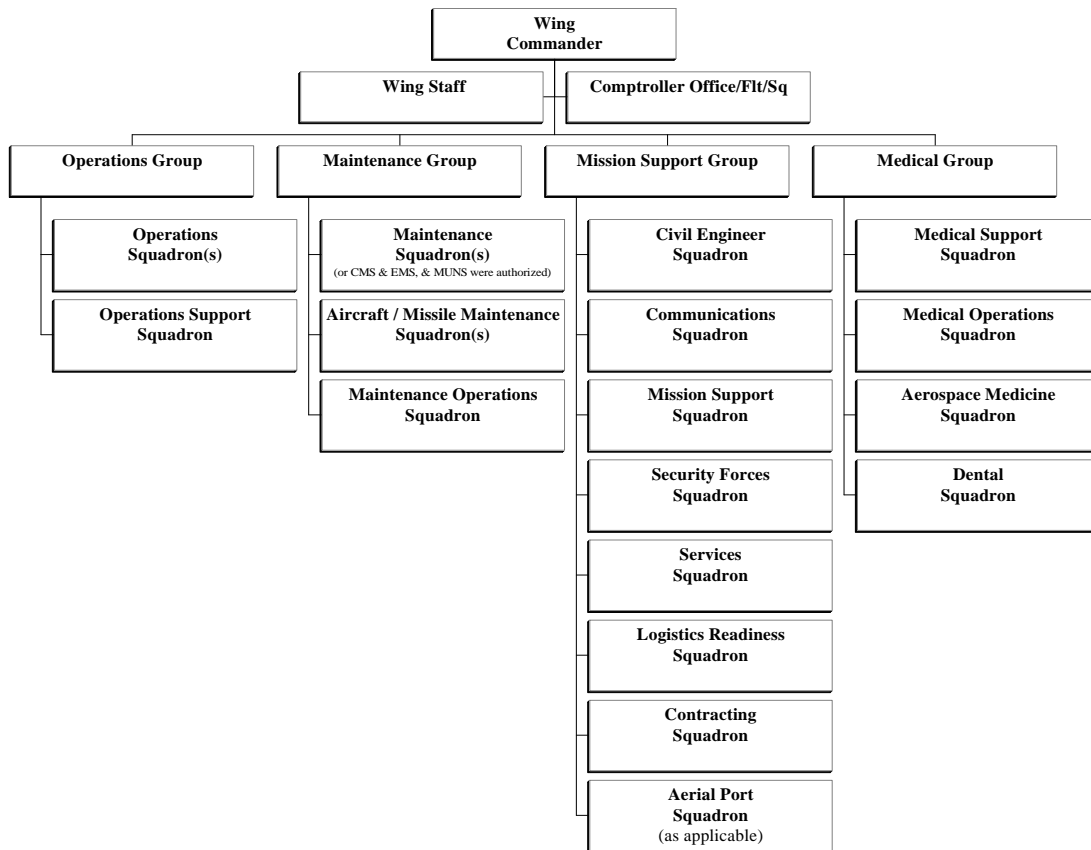 Wing
Commander
Wing Staff
Comptroller Office/Flt/Sq
Operations Group
Maintenance Group
Mission Support Group
Medical Group
Operations
Squadron(s)
Operations Support
Squadron
Maintenance
Squadron(s)
(or CMS & EMS, & MUNS were authorized)
Aircraft / Missile Maintenance
Squadron(s)
Maintenance Operations
Squadron
Civil Engineer
Squadron
Communications
Squadron
Mission Support
Squadron
Security Forces
Squadron
Services
Squadron
Logistics Readiness
Squadron
Contracting
Squadron
Aerial Port
Squadron
(as applicable)
Medical Support
Squadron
Medical Operations
Squadron
Aerospace Medicine
Squadron
Dental
Squadron